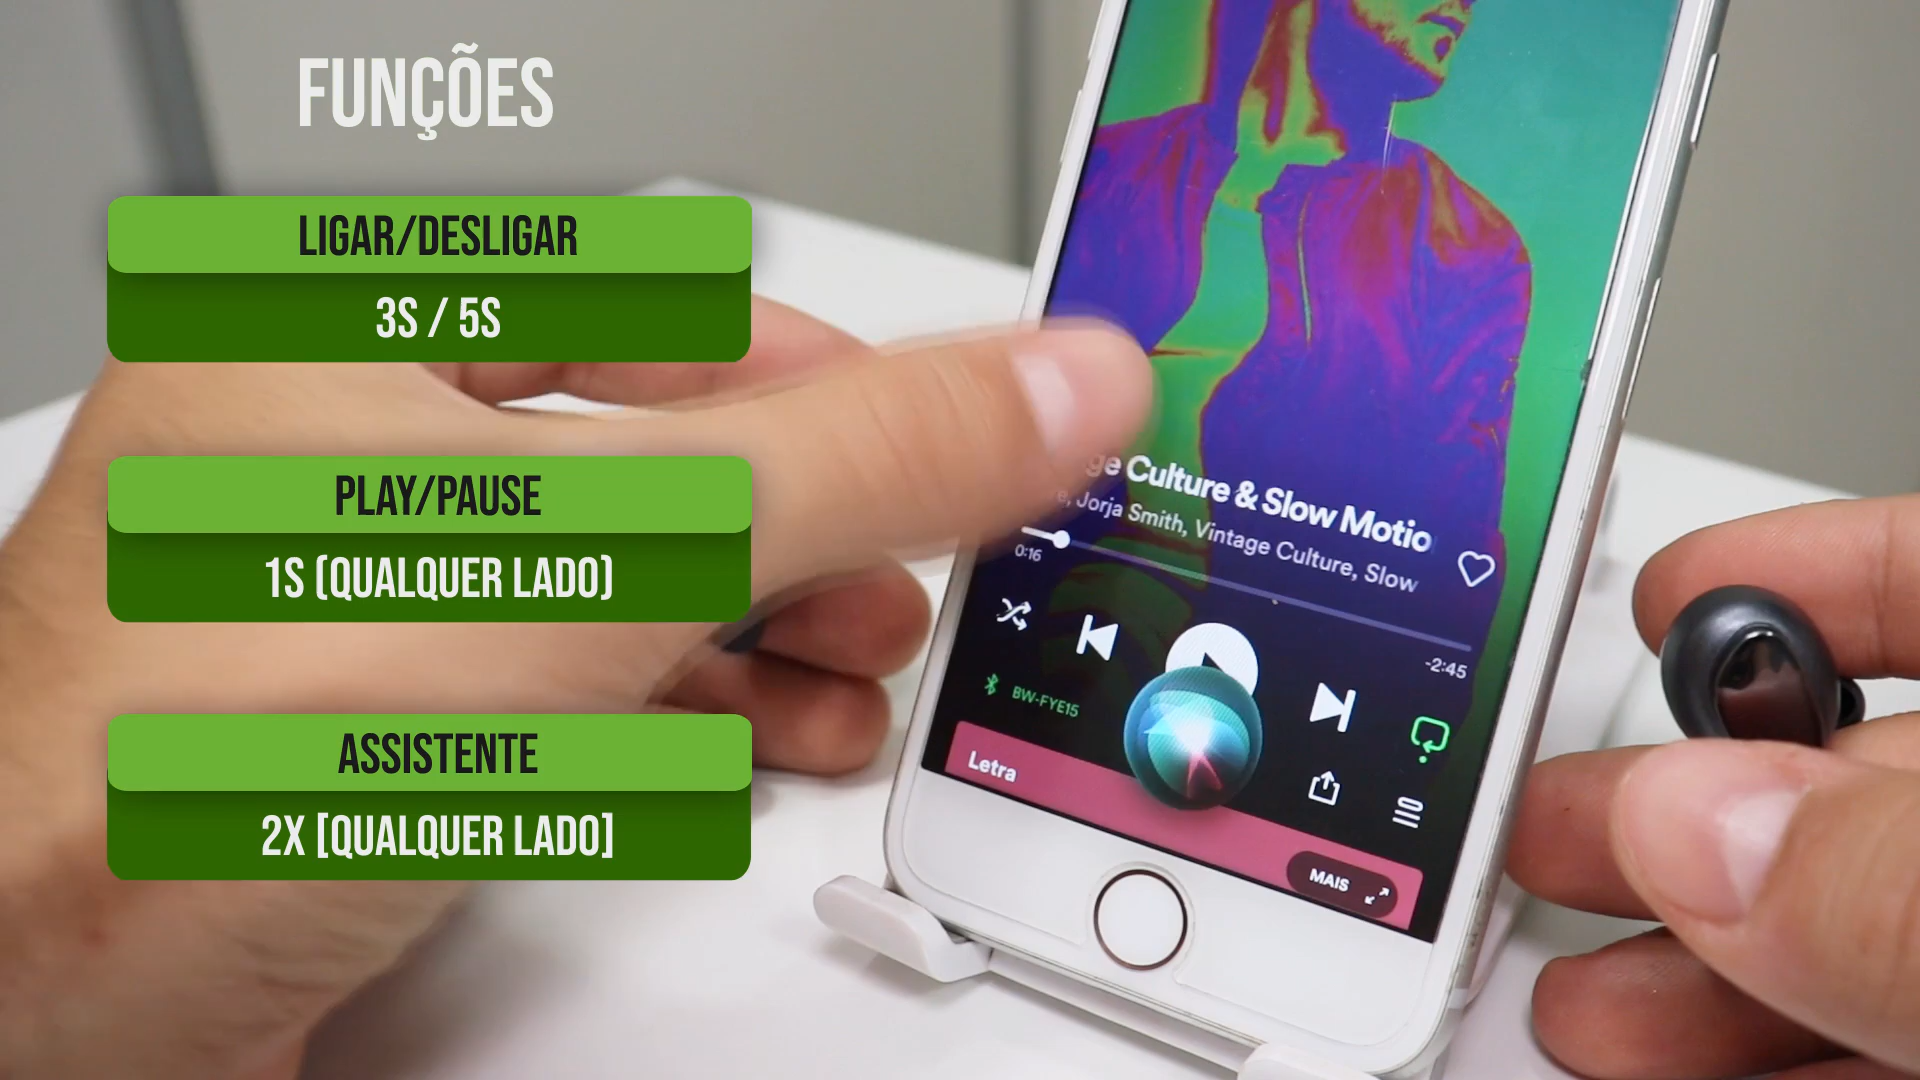 FUNÇÕES
LIGAR/DESLIGAR
3S / 5S
PLAY/PAUSE
1S (QUALQUER LADO)
ASSISTENTE
2X [QUALQUER LADO]
ge Culture & Slow Motio
e, Jorja Smith, Vintage Culture, Slow
0:16
-2:45
BW-FYE15
Letra
MAIS